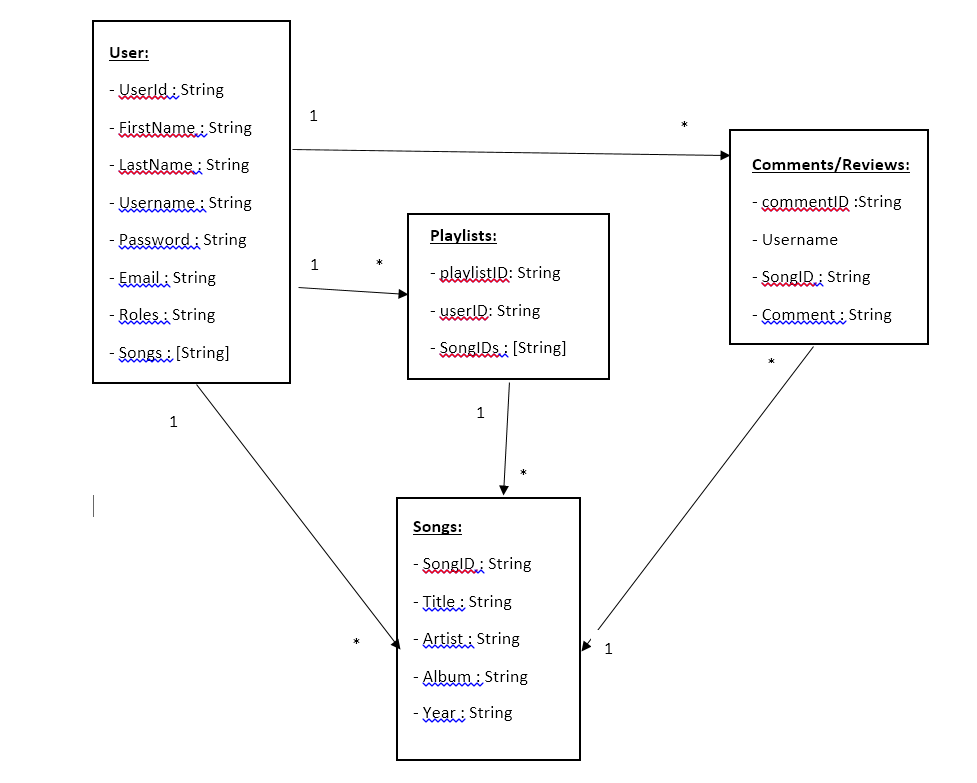 User:
- UserId : String
- FirstName : String
- LastName : String
- Username : String
- Password : String
- Email : String
- Roles : String
- Songs : [String]
1
*
Comments/Reviews:
- commentID :String
- Username
- SongID : String
- Comment : String
1
*
Playlists:
- playlistID: String
- userID: String
- SongIDs : [String]
1
*
1
*
*
1
Songs:
- SongID : String
- Title : String
- Artist : String
- Album : String
- Year : String